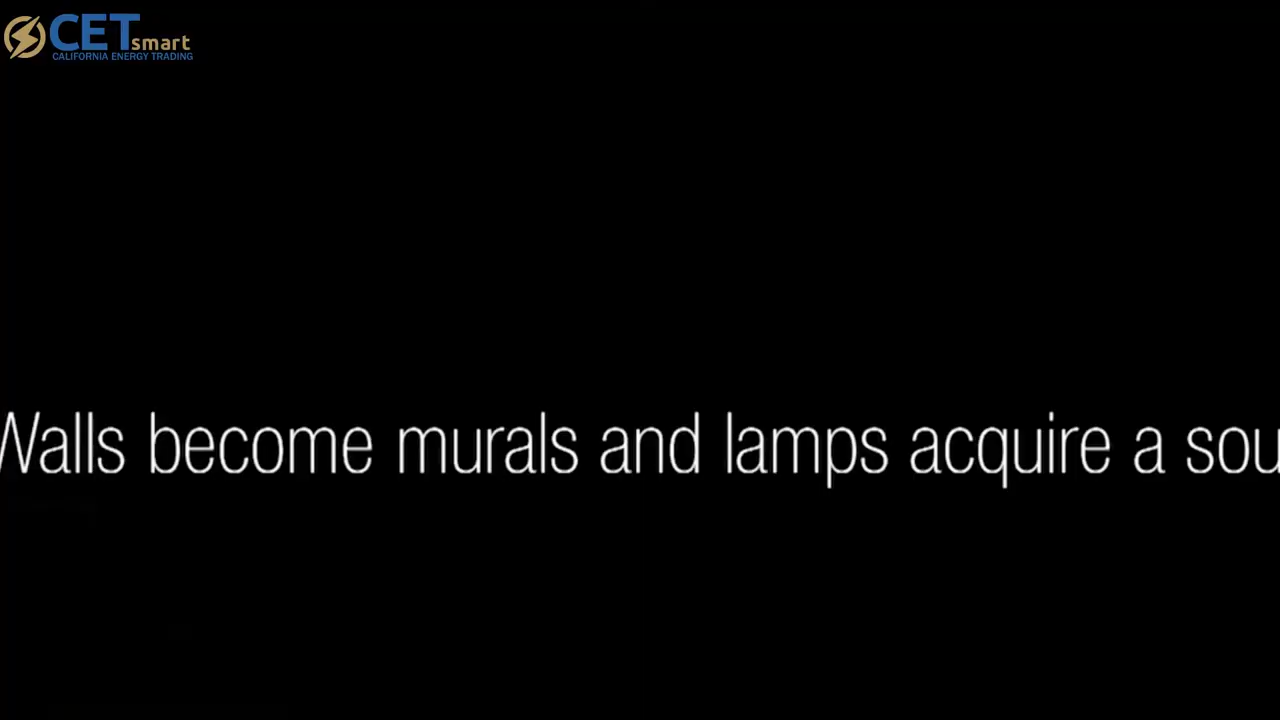 CETsmart
CALIFORNIA ENERGY TRADING
Walls become murals and lamps acquire a sou